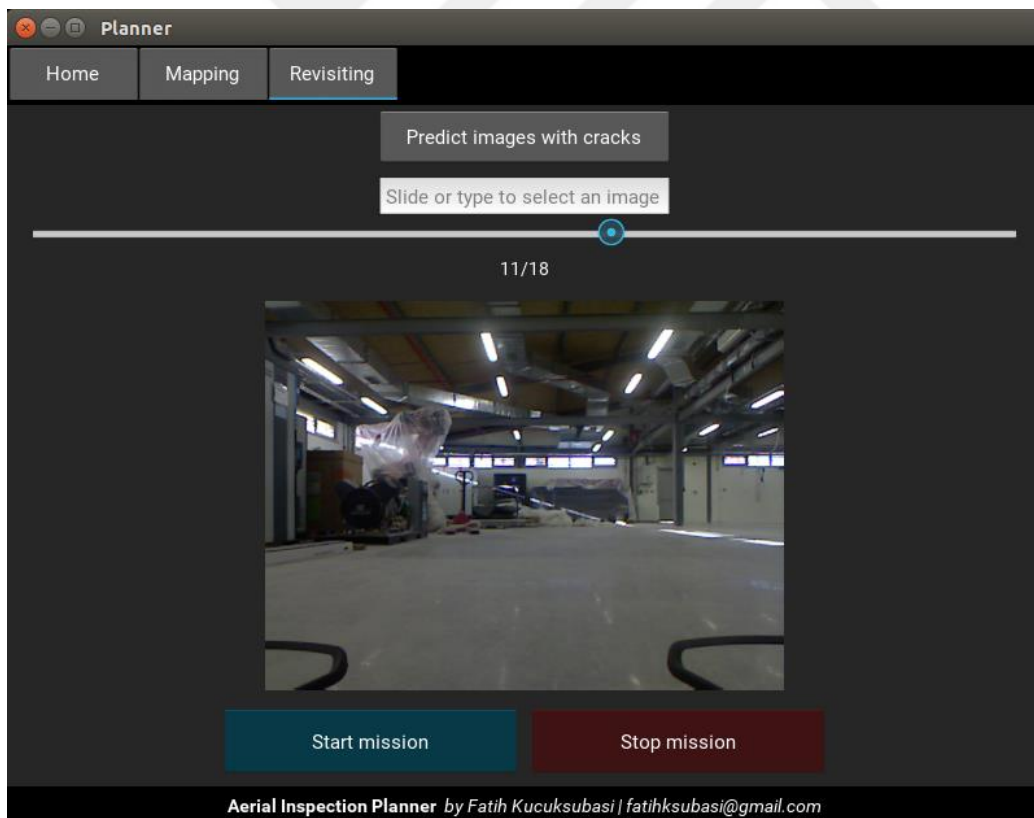 Planner
Home Mapping Revisiting
Predict images with cracks
Slide or type to select an image
11/18
Start mission Stop mission
Aerial Inspection Planner by Fatih Kucuksubasi | fatihksubasi@gmail.com